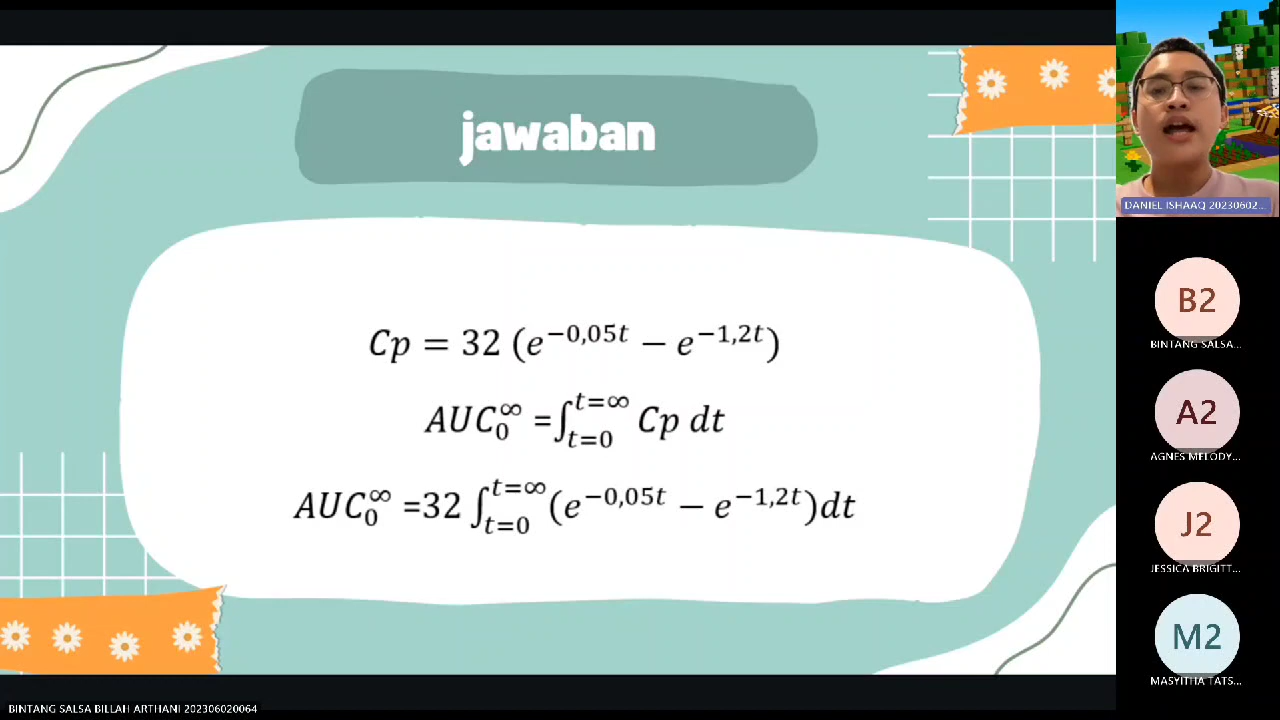 jawaban
Cp = 32 (e^{-0,05t} − e^{-1,2t})
AUC_0^∞ =∫_{t=0}^{t=∞} Cp dt
AUC_0^∞ =32 ∫_{t=0}^{t=∞} (e^{-0,05t} − e^{-1,2t})dt
DANIEL ISHAAQ 20230602...
B2
BINTANG SALSA...
A2
AGNES MELODY...
J2
JESSICA BRIGITT...
M2
MASYITHA TATS...
BINTANG SALSA BILLAH ARTHANI 202306020064